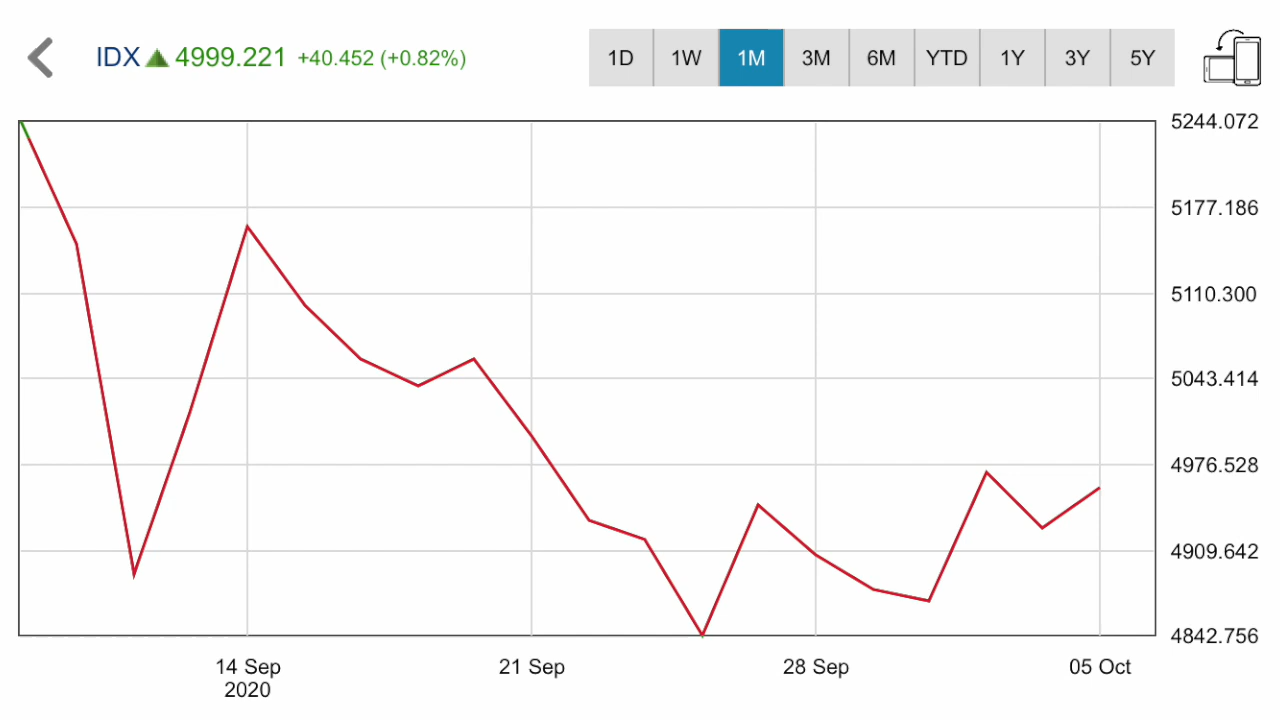 IDX 4999.221 +40.452 (+0.82%)
1D 1W 1M 3M 6M YTD 1Y 3Y 5Y
5244.072
5177.186
5110.300
5043.414
4976.528
4909.642
4842.756
14 Sep 21 Sep 28 Sep 05 Oct
2020